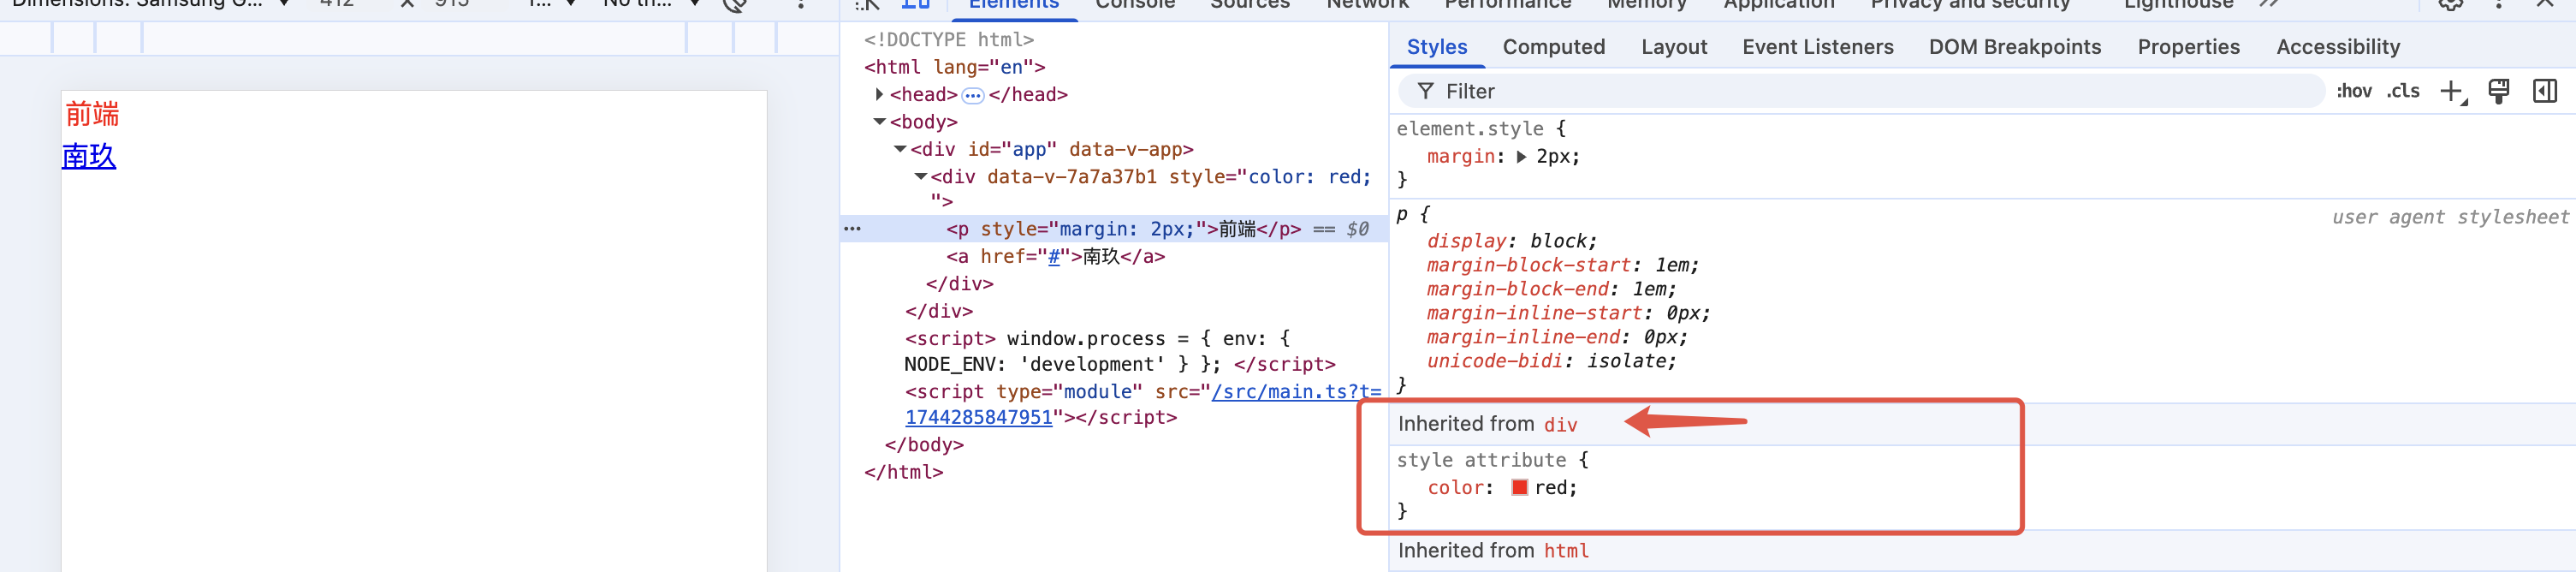 Dimensions: Samsung G... 412 × 915 1... No th...
Elements Console Sources Network Performance Memory Application Privacy and security Lighthouse
前端
南玖
<!DOCTYPE html>
<html lang="en">
<head> ··· </head>
<body>
<div id="app" data-v-app>
<div data-v-7a7a37b1 style="color: red;
">
<p style="margin: 2px;">前端</p> == $0
<a href="#">南玖</a>
</div>
</div>
<script> window.process = { env: {
NODE_ENV: 'development' } }; </script>
<script type="module" src="/src/main.ts?t=
1744285847951"></script>
</body>
</html>
Styles Computed Layout Event Listeners DOM Breakpoints Properties Accessibility
Filter :hov .cls
element.style {
margin: 2px;
}
p { user agent stylesheet
display: block;
margin-block-start: 1em;
margin-block-end: 1em;
margin-inline-start: 0px;
margin-inline-end: 0px;
unicode-bidi: isolate;
}
Inherited from div
style attribute {
color: red;
}
Inherited from html